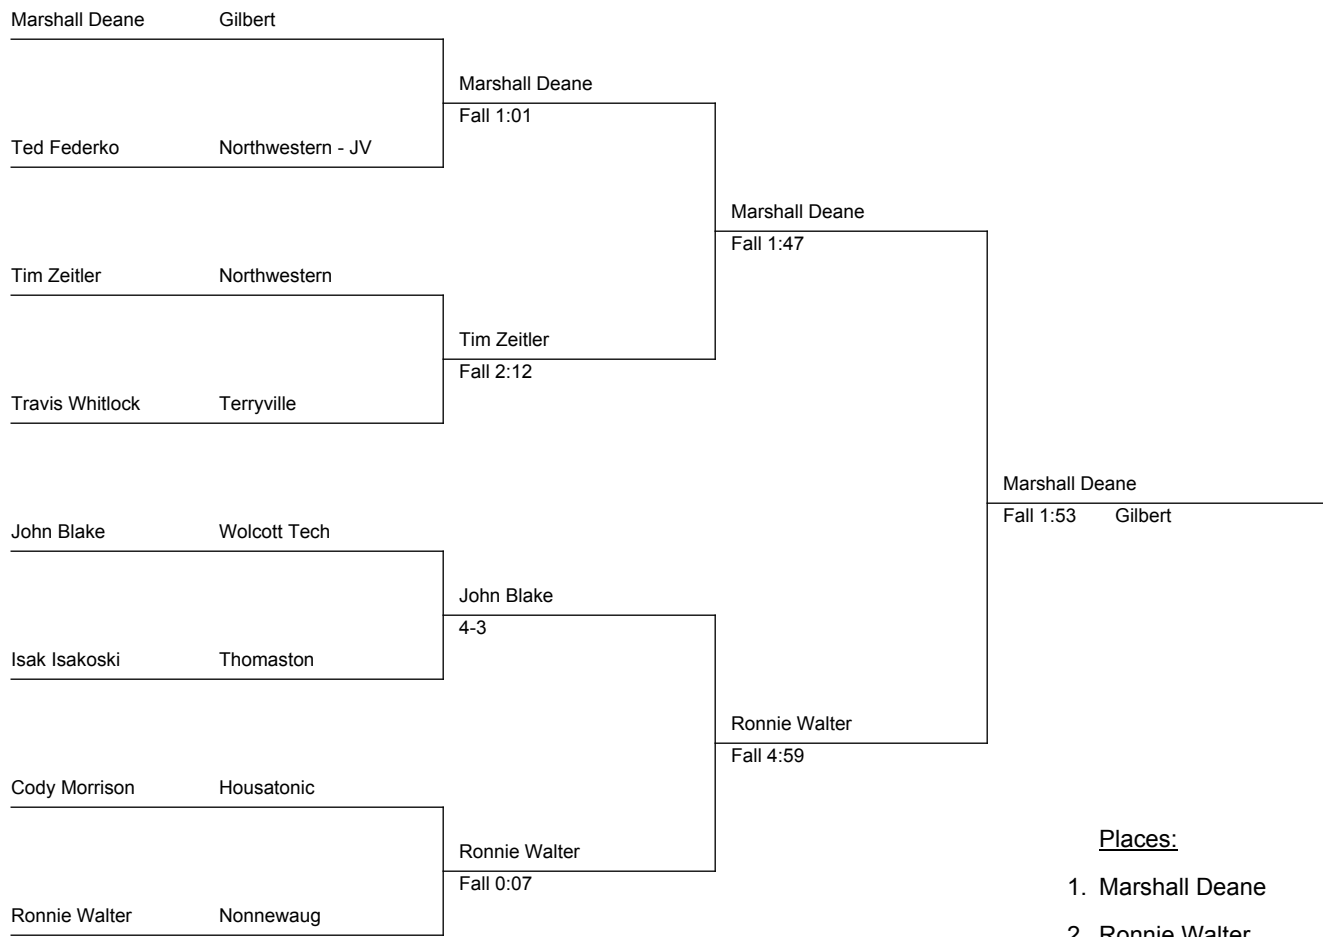 Marshall Deane Gilbert
Marshall Deane
Fall 1:01
Ted Federko Northwestern - JV
Marshall Deane
Fall 1:47
Tim Zeitler Northwestern
Tim Zeitler
Fall 2:12
Travis Whitlock Terryville
Marshall Deane
Fall 1:53 Gilbert
John Blake Wolcott Tech
John Blake
4-3
Isak Isakoski Thomaston
Ronnie Walter
Fall 4:59
Cody Morrison Housatonic
Ronnie Walter
Fall 0:07
Ronnie Walter Nonnewaug
Places:
1. Marshall Deane
2. Ronnie Walter